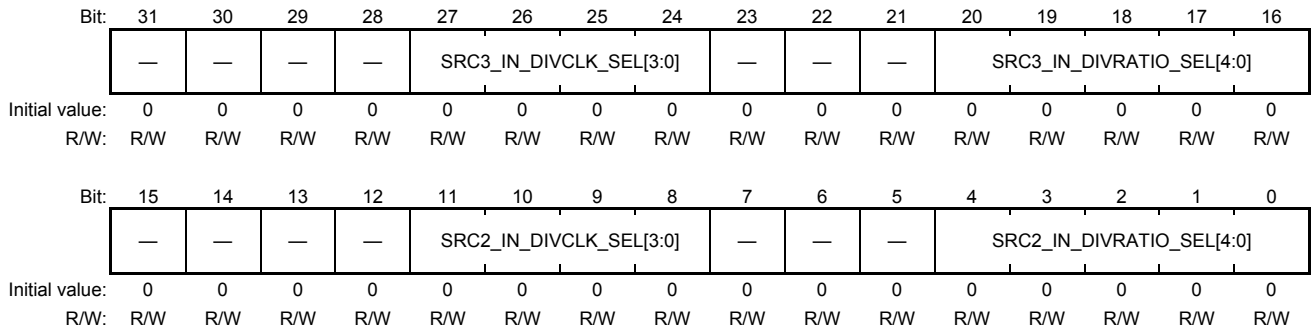 Bit: 31 30 29 28 27 26 25 24 23 22 21 20 19 18 17 16
— — — — SRC3_IN_DIVCLK_SEL[3:0] — — — SRC3_IN_DIVRATIO_SEL[4:0]
Initial value: 0 0 0 0 0 0 0 0 0 0 0 0 0 0 0 0
R/W: R/W R/W R/W R/W R/W R/W R/W R/W R/W R/W R/W R/W R/W R/W R/W R/W
Bit: 15 14 13 12 11 10 9 8 7 6 5 4 3 2 1 0
— — — — SRC2_IN_DIVCLK_SEL[3:0] — — — SRC2_IN_DIVRATIO_SEL[4:0]
Initial value: 0 0 0 0 0 0 0 0 0 0 0 0 0 0 0 0
R/W: R/W R/W R/W R/W R/W R/W R/W R/W R/W R/W R/W R/W R/W R/W R/W R/W